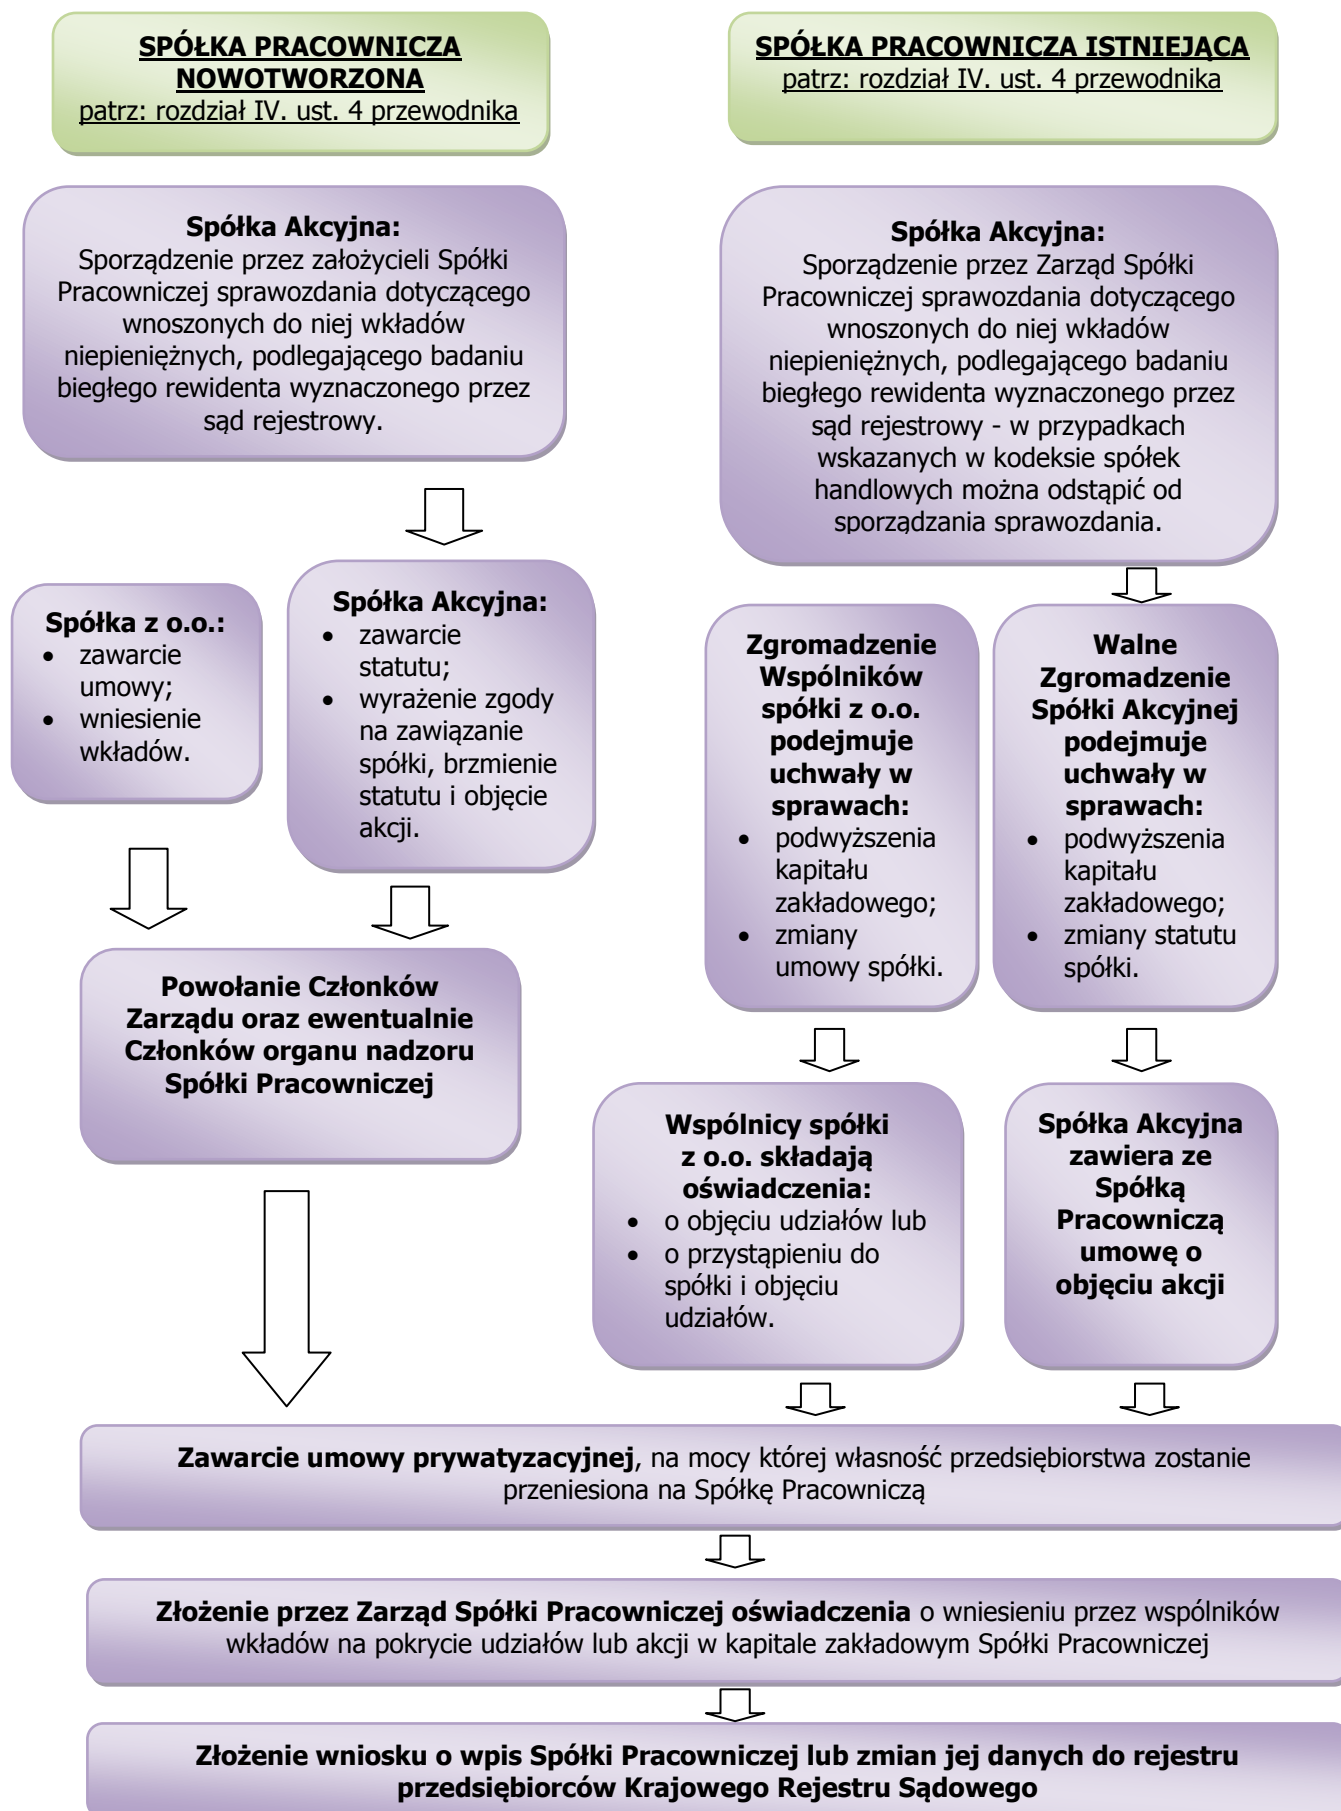 SPÓŁKA PRACOWNICZA
NOWOTWORZONA
patrz: rozdział IV. ust. 4 przewodnika
SPÓŁKA PRACOWNICZA ISTNIEJĄCA
patrz: rozdział IV. ust. 4 przewodnika
Spółka Akcyjna:
Sporządzenie przez założycieli Spółki
Pracowniczej sprawozdania dotyczącego
wnoszonych do niej wkładów
niepieniężnych, podlegającego badaniu
biegłego rewidenta wyznaczonego przez
sąd rejestrowy.
Spółka Akcyjna:
Sporządzenie przez Zarząd Spółki
Pracowniczej sprawozdania dotyczącego
wnoszonych do niej wkładów
niepieniężnych, podlegającego badaniu
biegłego rewidenta wyznaczonego przez
sąd rejestrowy - w przypadkach
wskazanych w kodeksie spółek
handlowych można odstąpić od
sporządzania sprawozdania.
Spółka z o.o.:
• zawarcie
umowy;
• wniesienie
wkładów.
Spółka Akcyjna:
• zawarcie
statutu;
• wyrażenie zgody
na zawiązanie
spółki, brzmienie
statutu i objęcie
akcji.
Zgromadzenie
Wspólników
spółki z o.o.
podejmuje
uchwały w
sprawach:
• podwyższenia
kapitału
zakładowego;
• zmiany
umowy spółki.
Walne
Zgromadzenie
Spółki Akcyjnej
podejmuje
uchwały w
sprawach:
• podwyższenia
kapitału
zakładowego;
• zmiany statutu
spółki.
Powołanie Członków
Zarządu oraz ewentualnie
Członków organu nadzoru
Spółki Pracowniczej
Wspólnicy spółki
z o.o. składają
oświadczenia:
• o objęciu udziałów lub
• o przystąpieniu do
spółki i objęciu
udziałów.
Spółka Akcyjna
zawiera ze
Spółką
Pracowniczą
umowę o
objęciu akcji
Zawarcie umowy prywatyzacyjnej, na mocy której własność przedsiębiorstwa zostanie
przeniesiona na Spółkę Pracowniczą
Złożenie przez Zarząd Spółki Pracowniczej oświadczenia o wniesieniu przez wspólników
wkładów na pokrycie udziałów lub akcji w kapitale zakładowym Spółki Pracowniczej
Złożenie wniosku o wpis Spółki Pracowniczej lub zmian jej danych do rejestru
przedsiębiorców Krajowego Rejestru Sądowego